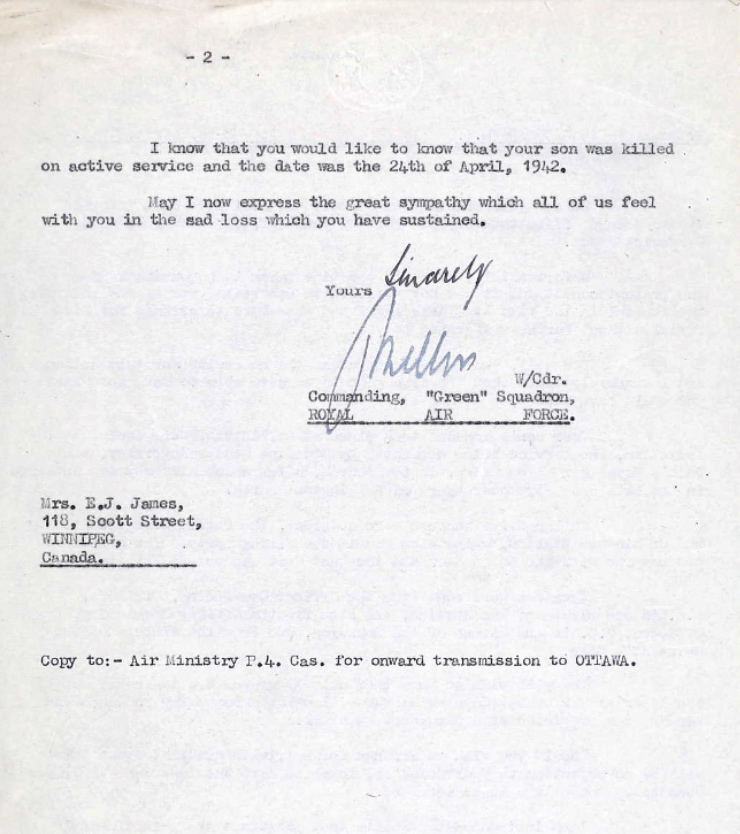 - 2 -
I know that you would like to know that your son was killed
on active service and the date was the 24th of April, 1942.
May I now express the great sympathy which all of us feel
with you in the sad loss which you have sustained.
Yours Sincerely
W/Cdr.
Commanding, "Green" Squadron,
ROYAL AIR FORCE.
Mrs. E.J. James,
118, Scott Street,
WINNIPEG,
Canada.
Copy to:- Air Ministry P.4. Cas. for onward transmission to OTTAWA.